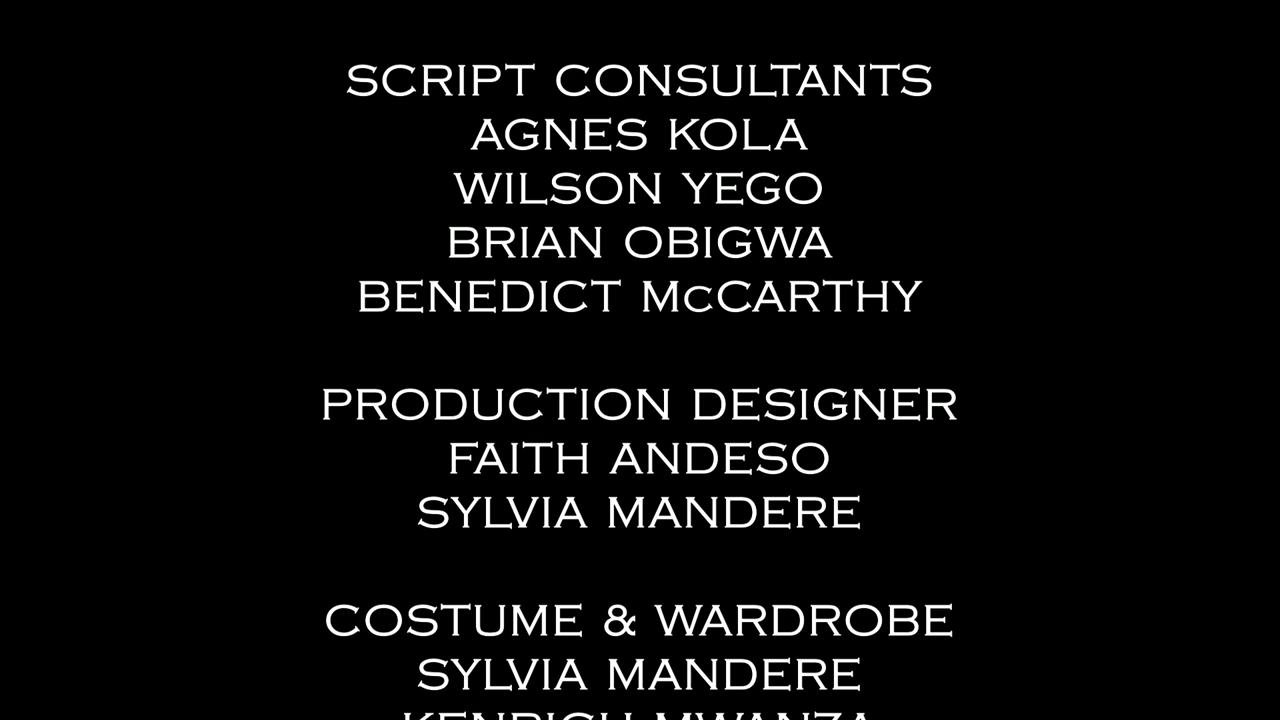 SCRIPT CONSULTANTS
AGNES KOLA
WILSON YEGO
BRIAN OBIGWA
BENEDICT McCARTHY
PRODUCTION DESIGNER
FAITH ANDESO
SYLVIA MANDERE
COSTUME & WARDROBE
SYLVIA MANDERE